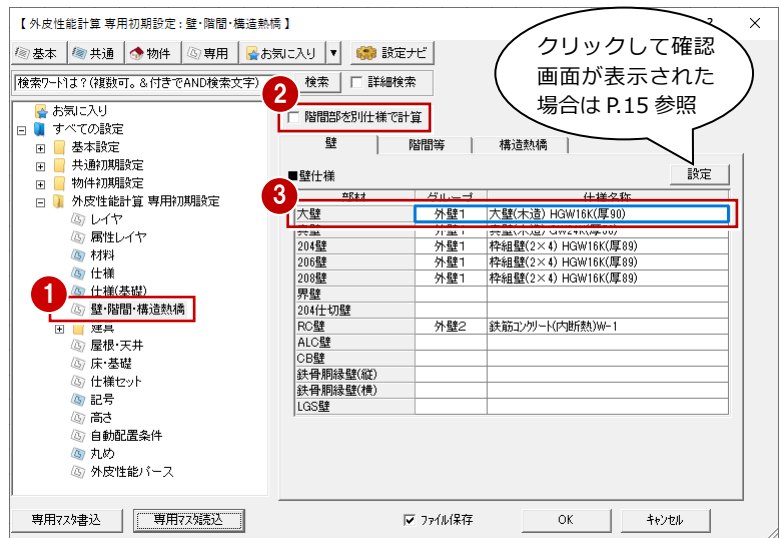 【 外皮性能計算 専用初期設定 : 壁・階間・構造熱橋 】
基本 共通 物件 専用 お気に入り ▼ 設定ナビ
検索ワードは？(複数可。＆付きでAND検索文字) 検索 詳細検索
クリックして確認
画面が表示された
場合は P.15 参照
お気に入り
すべての設定
基本設定
共通初期設定
物件初期設定
外皮性能計算 専用初期設定
レイヤ
属性レイヤ
材料
仕様
仕様(基礎)
1 壁・階間・構造熱橋
建具
屋根・天井
床・基礎
仕様セット
記号
高さ
自動配置条件
丸め
外皮性能パース
2 階間部を別仕様で計算
壁 階間等 構造熱橋
■壁仕様 設定
部材 グループ 仕様名称
3 大壁 外壁1 大壁(木造) HGW16K(厚90)
204壁 外壁1 枠組壁(2×4) HGW16K(厚89)
206壁 外壁1 枠組壁(2×4) HGW16K(厚89)
208壁 外壁1 枠組壁(2×4) HGW16K(厚89)
界壁
204仕切壁
RC壁 外壁2 鉄筋コンクリート(内断熱)W-1
ALC壁
CB壁
鉄骨胴縁壁(縦)
鉄骨胴縁壁(横)
LGS壁
専用マスタ書込 専用マスタ読込 ファイル保存 OK キャンセル